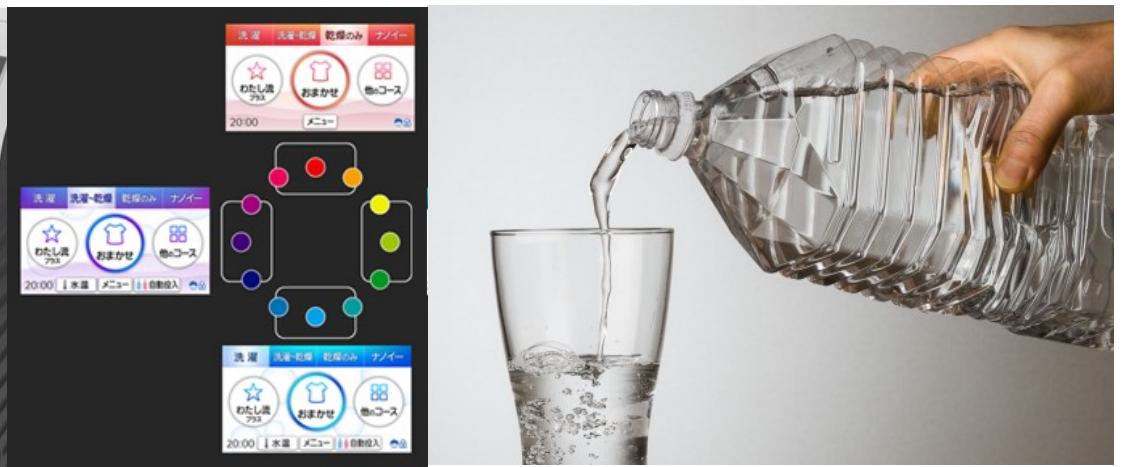 洗濯 洗濯~乾燥 乾燥のみ ナノイー
わたし流
プラス
おまかせ
他のコース
20:00 メニュー
洗濯 洗濯~乾燥 乾燥のみ ナノイー
わたし流
プラス
おまかせ
他のコース
20:00 水温 メニュー 自動投入
洗濯 洗濯~乾燥 乾燥のみ ナノイー
わたし流
プラス
おまかせ
他のコース
20:00 水温 メニュー 自動投入